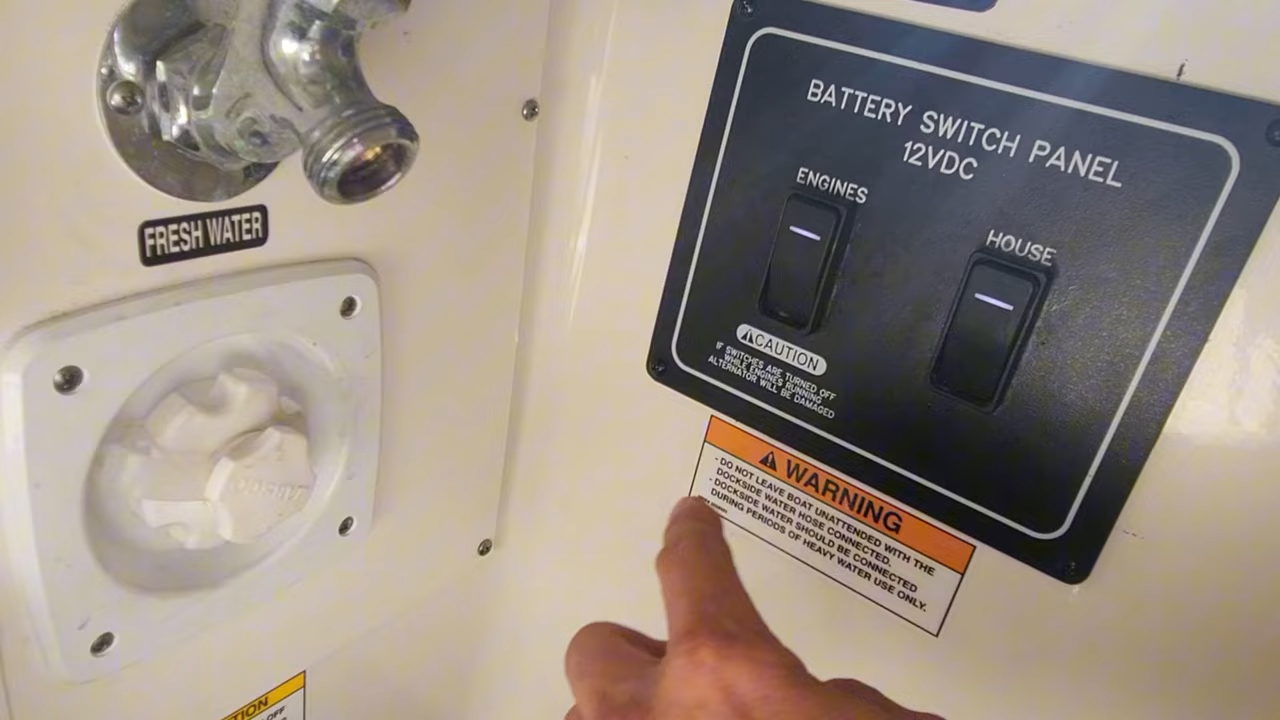 FRESH WATER
BATTERY SWITCH PANEL
12VDC
ENGINES
HOUSE
CAUTION
IF SWITCHES ARE TURNED OFF
WHILE ENGINES RUNNING
ALTERNATOR WILL BE DAMAGED
WARNING
- DO NOT LEAVE BOAT UNATTENDED WITH THE
DOCKSIDE WATER HOSE CONNECTED.
- DOCKSIDE WATER SHOULD BE CONNECTED
DURING PERIODS OF HEAVY WATER USE ONLY.
TION
OFF